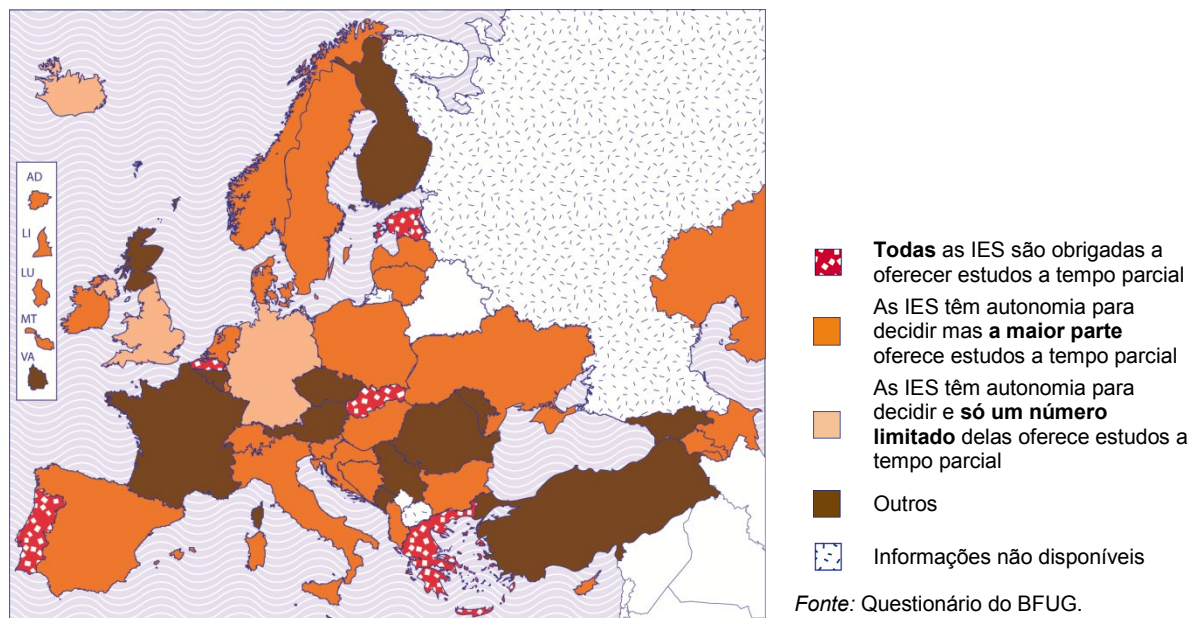 AD
LI
LU
MT
VA
Todas as IES são obrigadas a
oferecer estudos a tempo parcial
As IES têm autonomia para
decidir mas a maior parte
oferece estudos a tempo parcial
As IES têm autonomia para
decidir e só um número
limitado delas oferece estudos a
tempo parcial
Outros
Informações não disponíveis
Fonte: Questionário do BFUG.